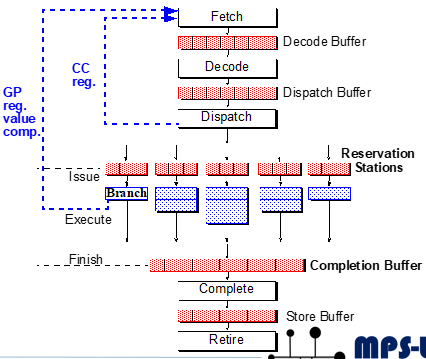 Fetch
Decode Buffer
CC
reg.
Decode
GP
reg.
value
comp.
Dispatch Buffer
Dispatch
Reservation
Stations
Issue
Branch
Execute
Finish
Completion Buffer
Complete
Store Buffer
Retire